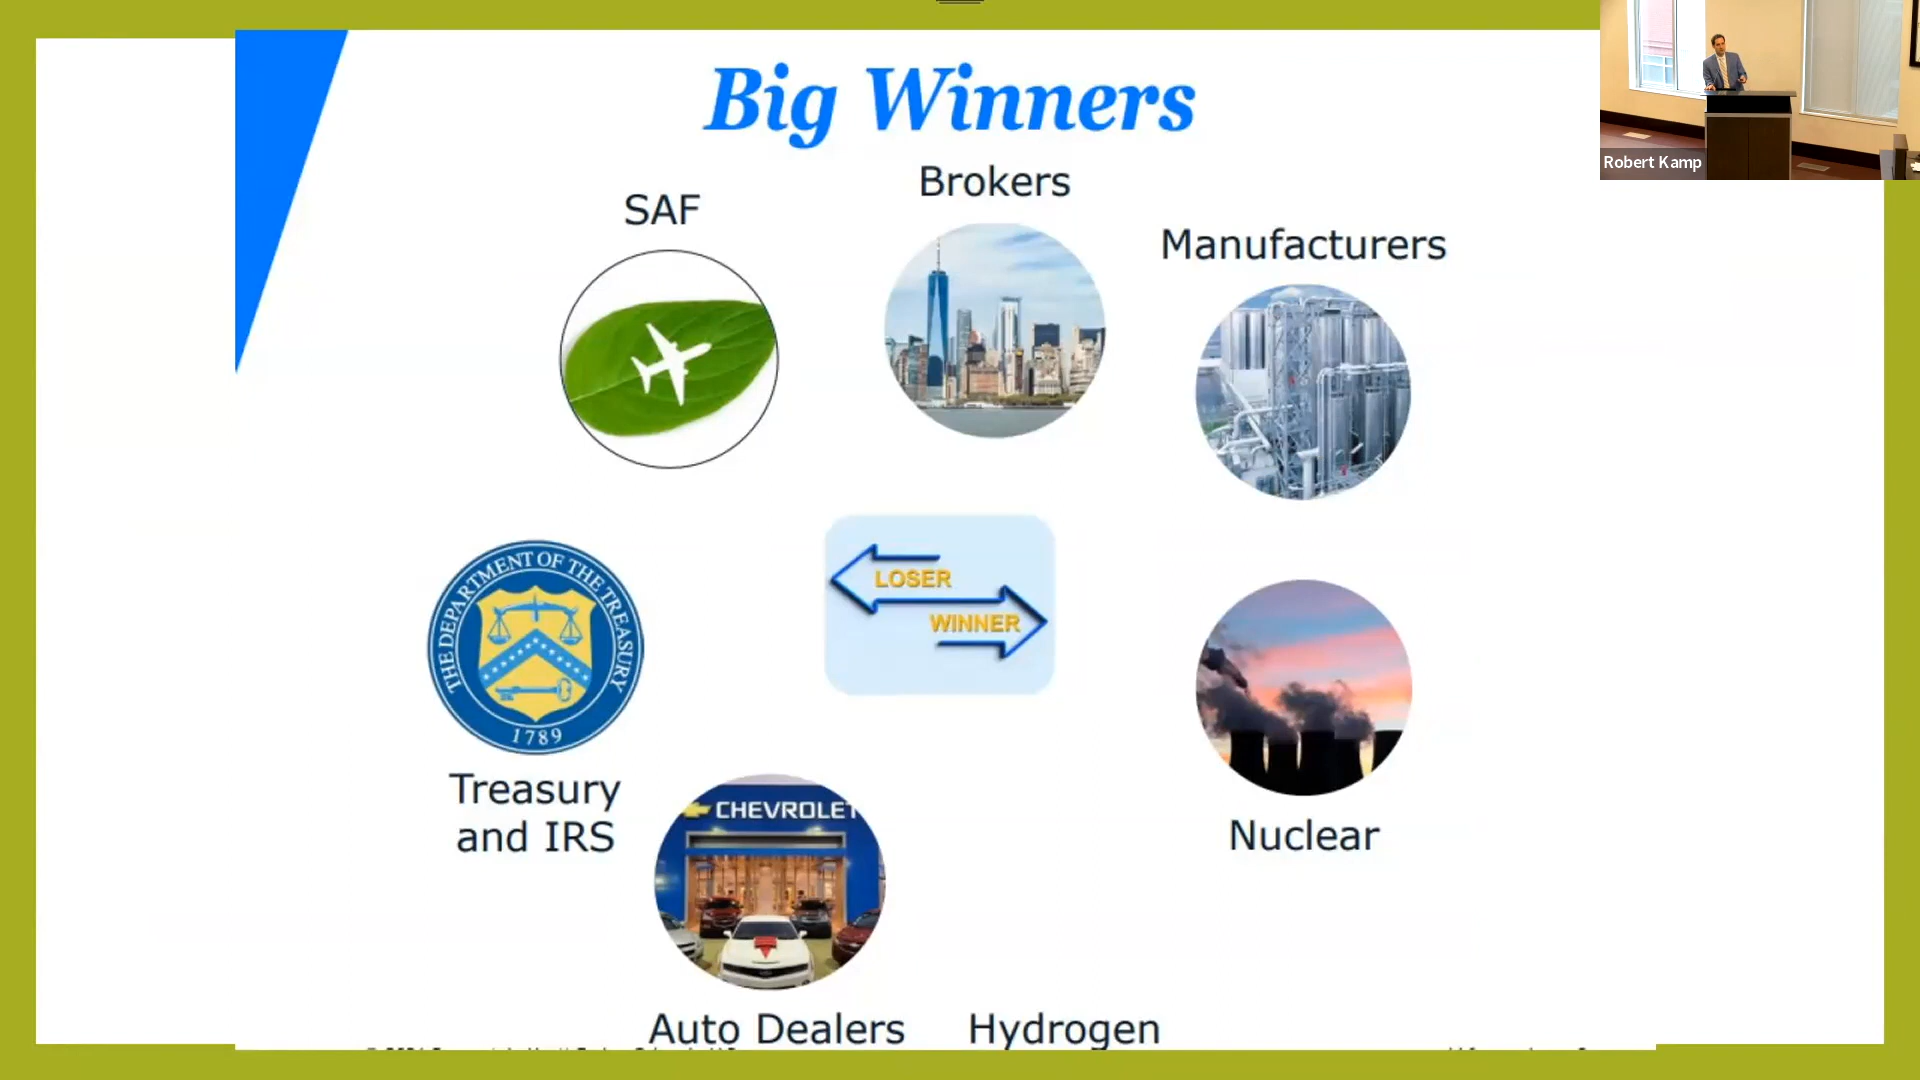 Big Winners
Robert Kamp
Brokers
SAF
Manufacturers
THE DEPARTMENT OF THE TREASURY
1789
LOSER
WINNER
Treasury
and IRS
CHEVROLET
Nuclear
Auto Dealers
Hydrogen